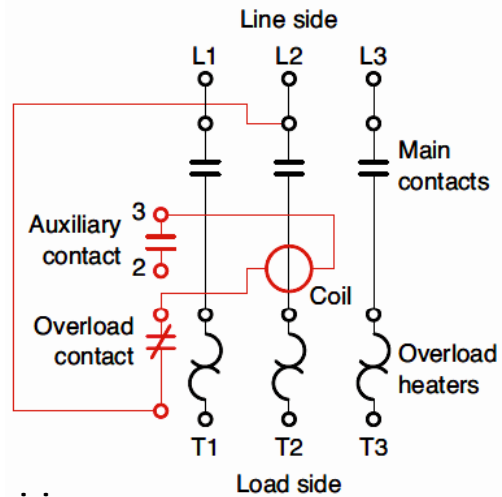 Line side
L1 L2 L3
Main
contacts
3
Auxiliary
contact
2
Coil
Overload
contact
Overload
heaters
T1 T2 T3
Load side